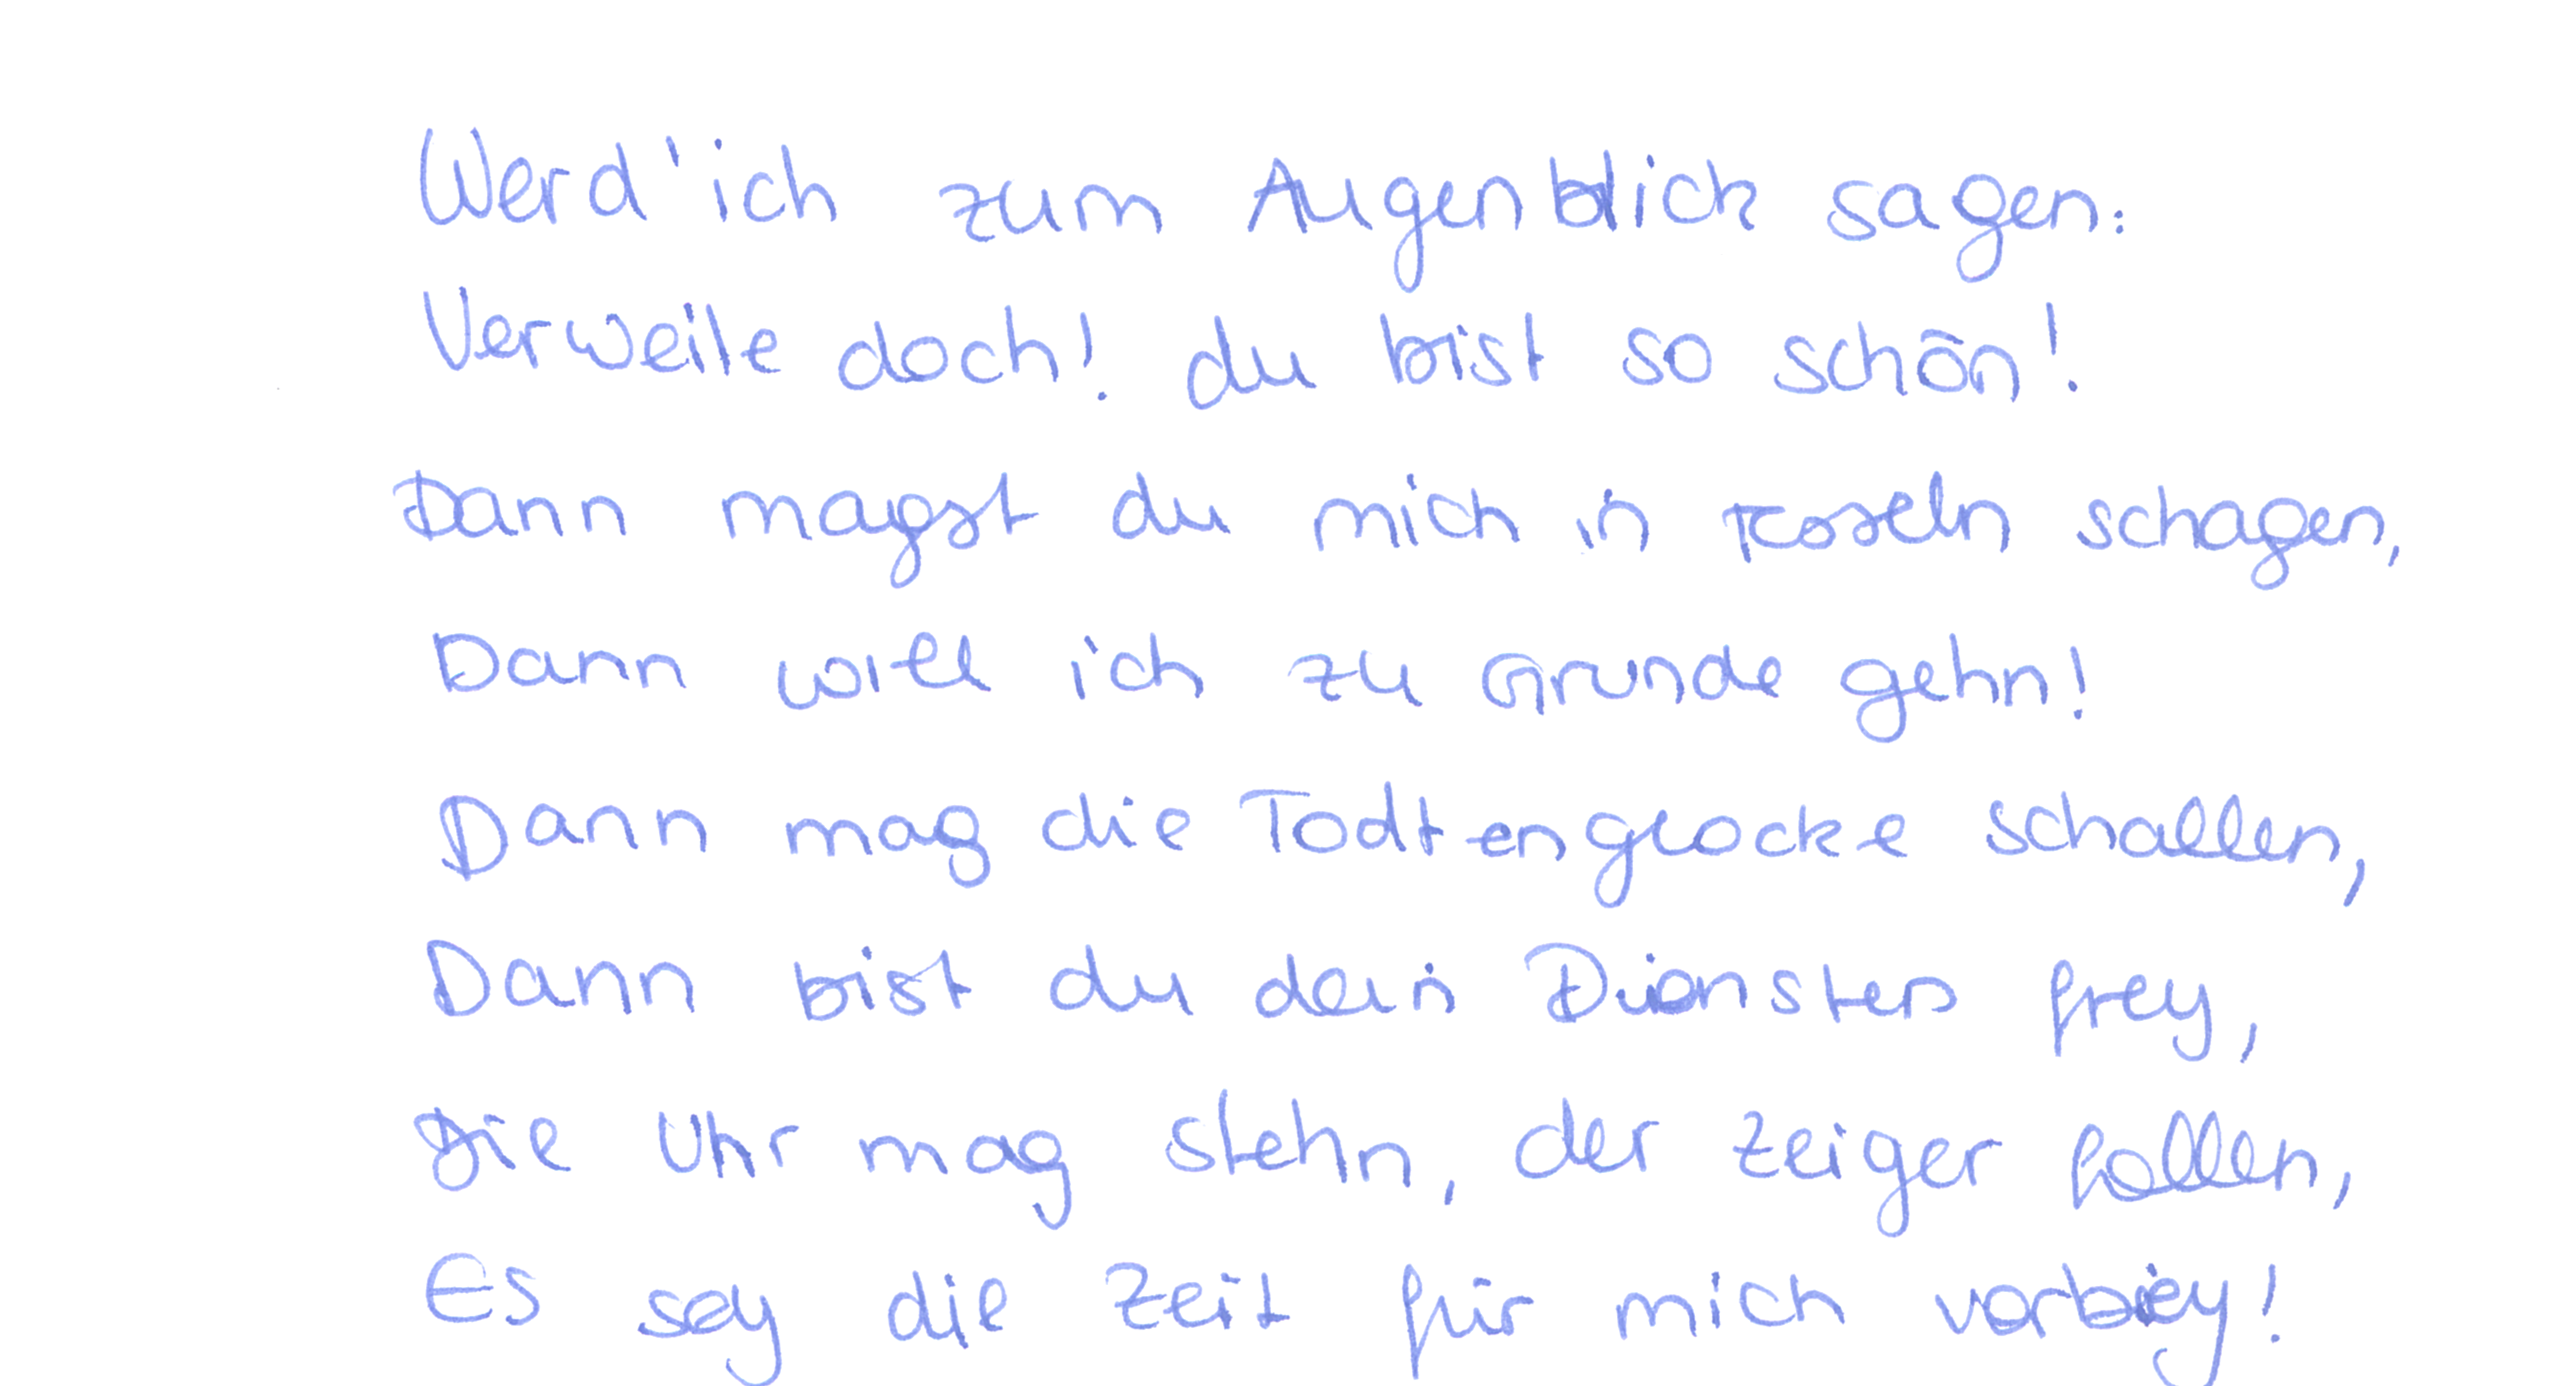 Werd' ich zum Augenblick sagen:
Verweile doch! du bist so schön!
Dann magst du mich in schagen,
Dann will ich zu Grunde gehn!
Dann mag die Todtenglocke schallen,
Dann bist du dein Diensten frey,
Die Uhr mag stehn, der Zeiger fallen,
Es sey die Zeit für mich vorbey!